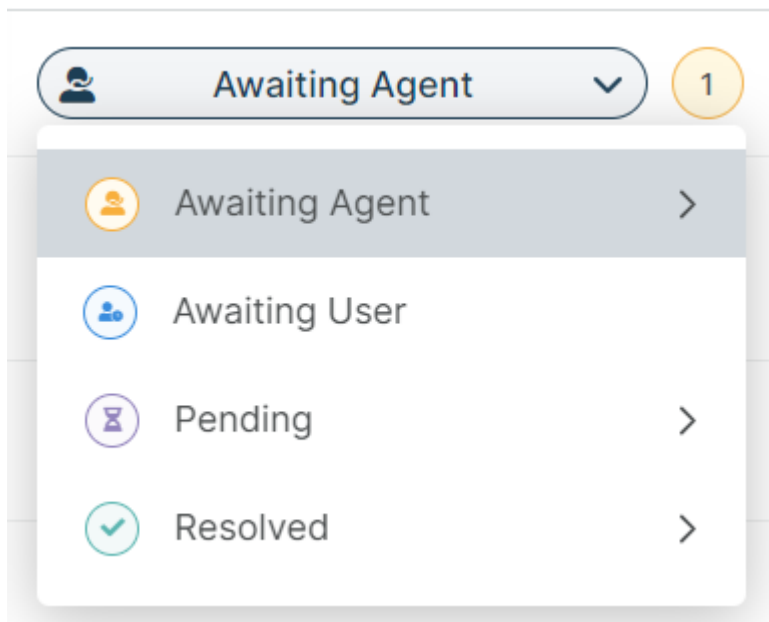 Awaiting Agent
1
Awaiting Agent
Awaiting User
Pending
Resolved